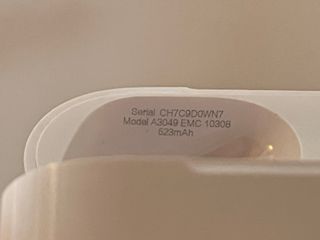 Serial CH7C9D0WN7
Model A3049 EMC 10308
523mAh